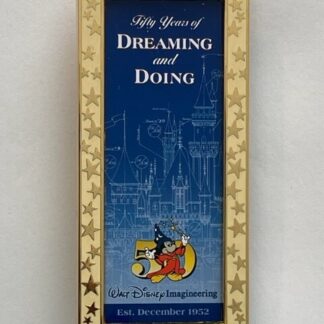 Fifty Years of
DREAMING
and
DOING
50
WALT DISNEY Imagineering
Est. December 1952